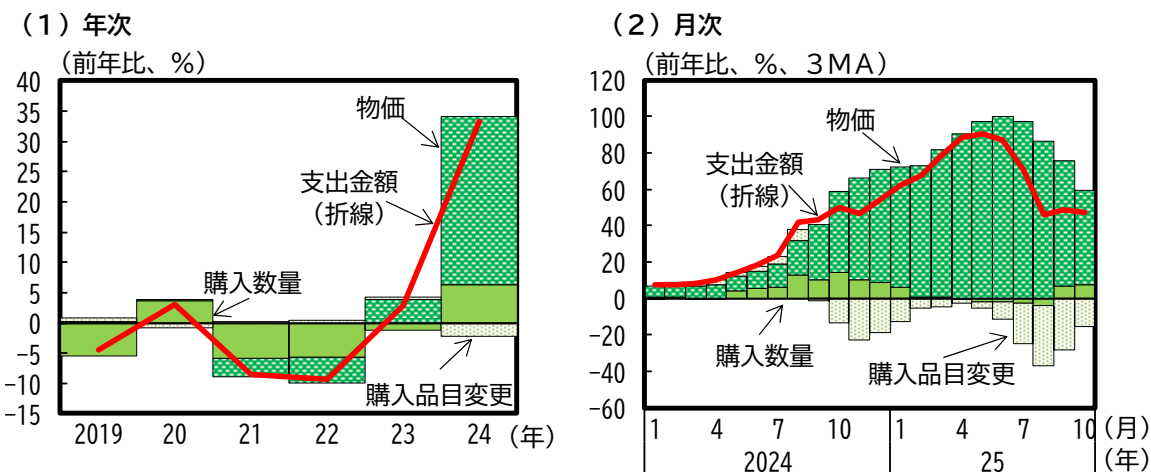 (1)年次
(前年比、%)
40
35
30
25
20
15
10
5
0
-5
-10
-15
物価
支出金額
(折線)
購入数量
購入品目変更
2019 20 21 22 23 24 (年)
(2)月次
(前年比、%、3MA)
120
100
80
60
40
20
0
-20
-40
-60
物価
支出金額
(折線)
購入数量
購入品目変更
1 4 7 10 1 4 7 10 (月)
2024 25 (年)